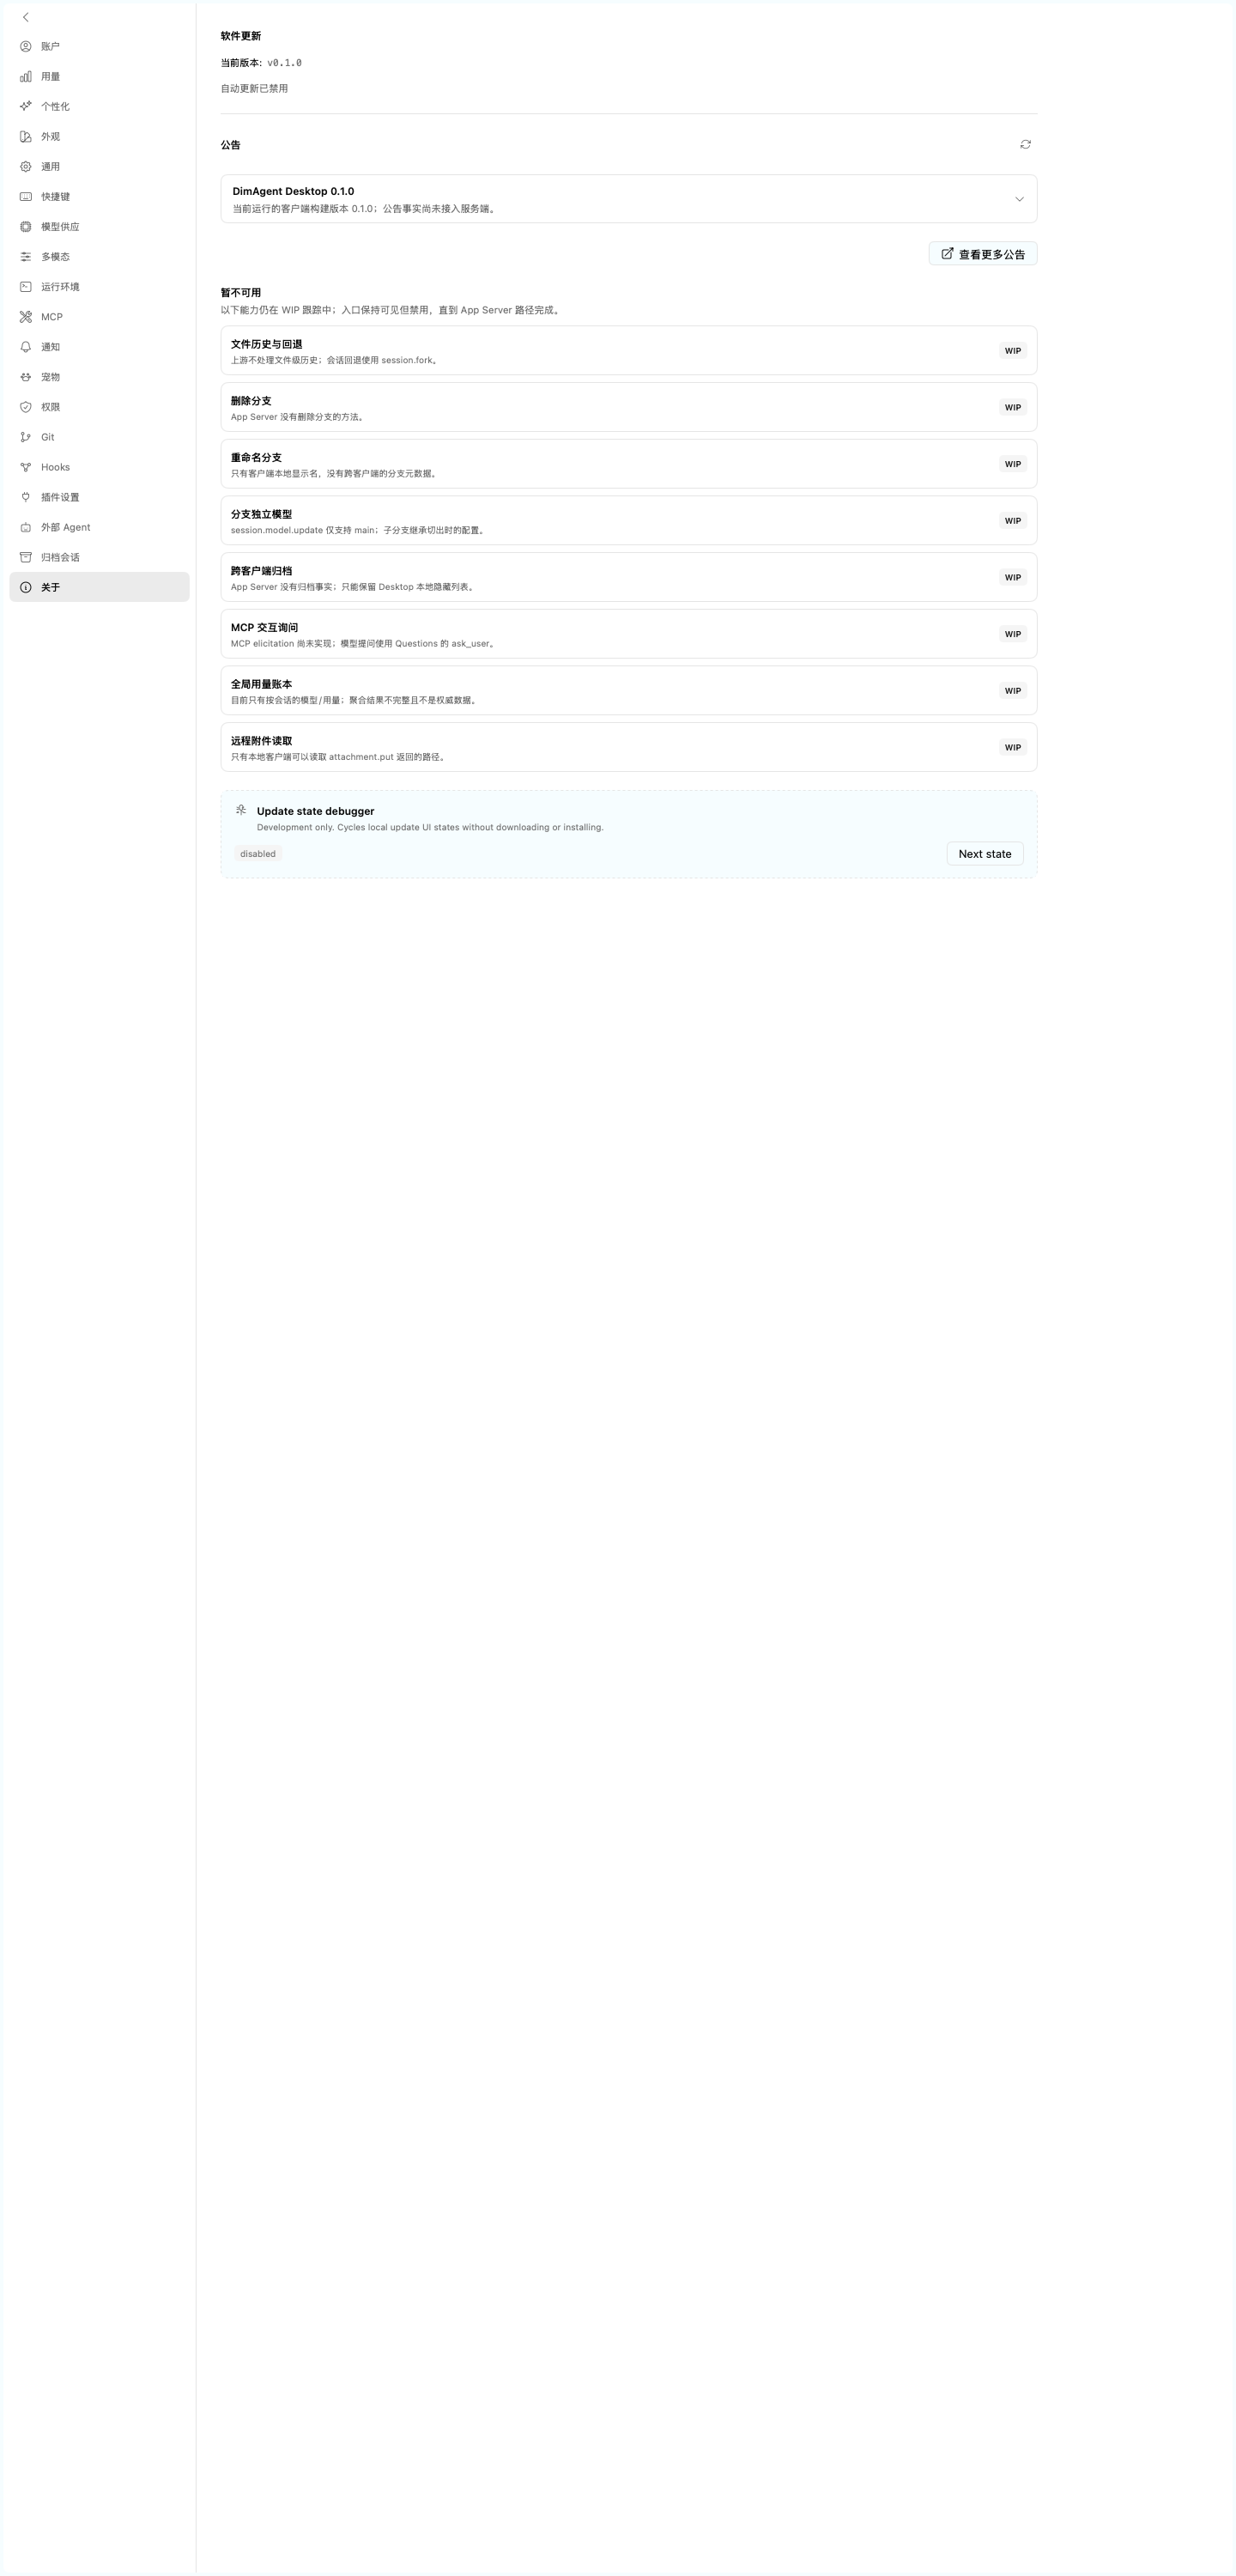 账户
用量
个性化
外观
通用
快捷键
模型供应
多模态
运行环境
MCP
通知
宠物
权限
Git
Hooks
插件设置
外部 Agent
归档会话
关于
软件更新
当前版本: v0.1.0
自动更新已禁用
公告
DimAgent Desktop 0.1.0
当前运行的客户端构建版本 0.1.0；公告事实尚未接入服务端。
查看更多公告
暂不可用
以下能力仍在 WIP 跟踪中；入口保持可见但禁用，直到 App Server 路径完成。
文件历史与回退
上游不处理文件级历史；会话回退使用 session.fork。
WIP
删除分支
App Server 没有删除分支的方法。
WIP
重命名分支
只有客户端本地显示名，没有跨客户端的分支元数据。
WIP
分支独立模型
session.model.update 仅支持 main；子分支继承切出时的配置。
WIP
跨客户端归档
App Server 没有归档事实；只能保留 Desktop 本地隐藏列表。
WIP
MCP 交互询问
MCP elicitation 尚未实现；模型提问使用 Questions 的 ask_user。
WIP
全局用量账本
目前只有按会话的模型/用量；聚合结果不完整且不是权威数据。
WIP
远程附件读取
只有本地客户端可以读取 attachment.put 返回的路径。
WIP
Update state debugger
Development only. Cycles local update UI states without downloading or installing.
disabled
Next state